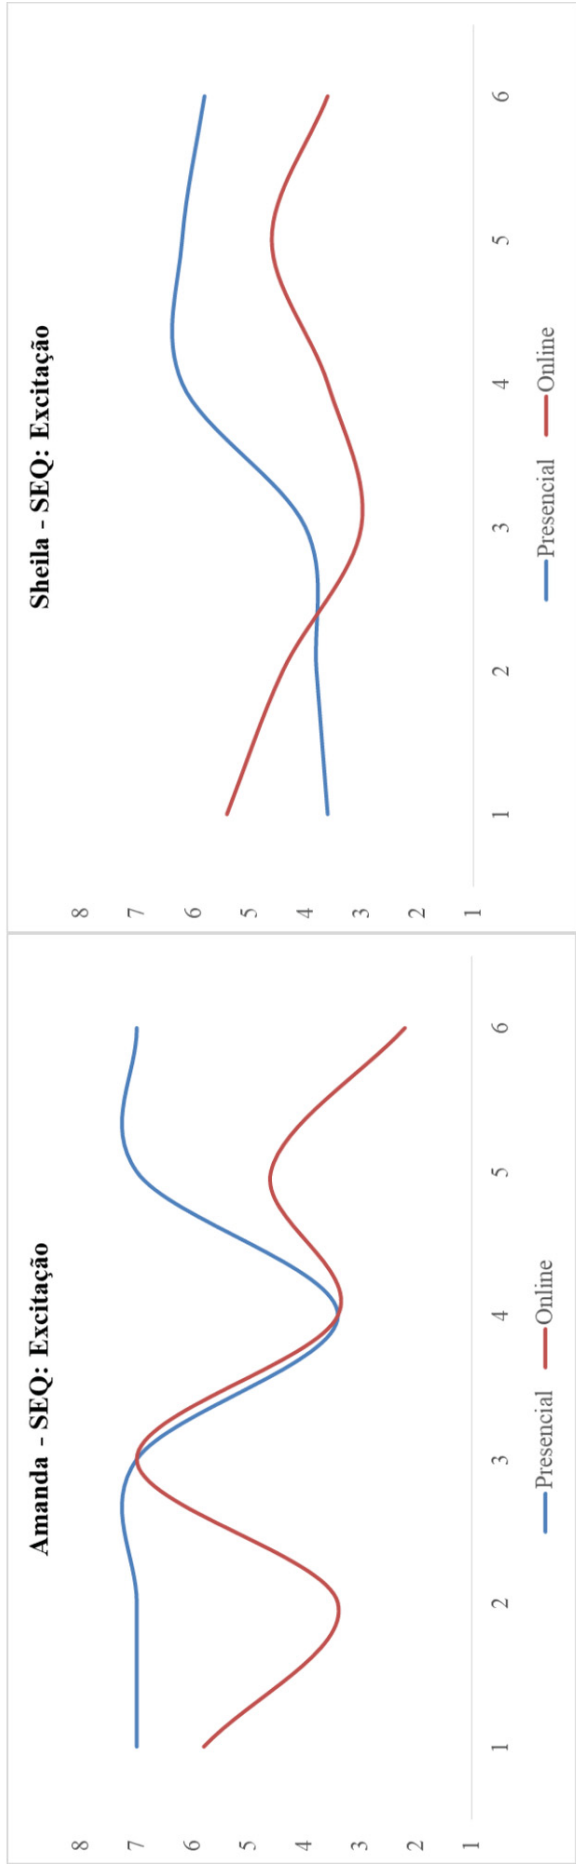 Amanda - SEQ: Excitação
8
7
6
5
4
3
2
1
1 2 3 4 5 6
Presencial Online
Sheila - SEQ: Excitação
8
7
6
5
4
3
2
1
1 2 3 4 5 6
Presencial Online